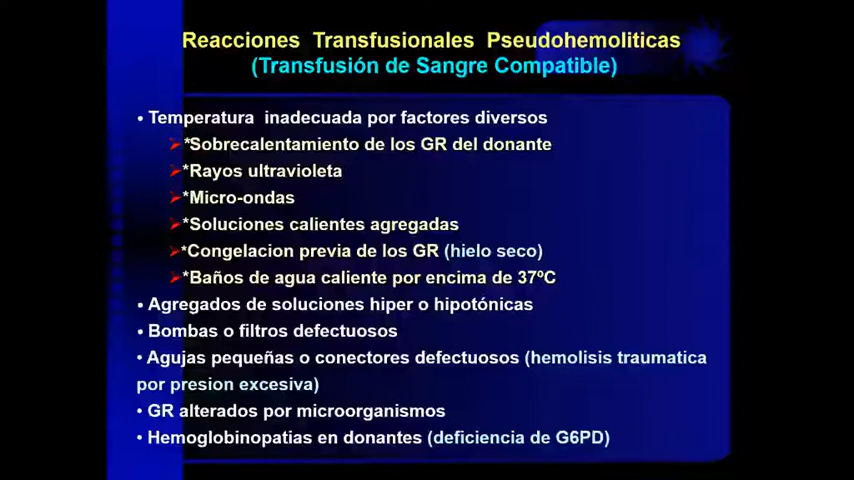 Reacciones Transfusionales Pseudohemoliticas
(Transfusión de Sangre Compatible)
• Temperatura inadecuada por factores diversos
*Sobrecalentamiento de los GR del donante
*Rayos ultravioleta
*Micro-ondas
*Soluciones calientes agregadas
*Congelacion previa de los GR (hielo seco)
*Baños de agua caliente por encima de 37ºC
• Agregados de soluciones hiper o hipotónicas
• Bombas o filtros defectuosos
• Agujas pequeñas o conectores defectuosos (hemolisis traumatica
por presion excesiva)
• GR alterados por microorganismos
• Hemoglobinopatias en donantes (deficiencia de G6PD)